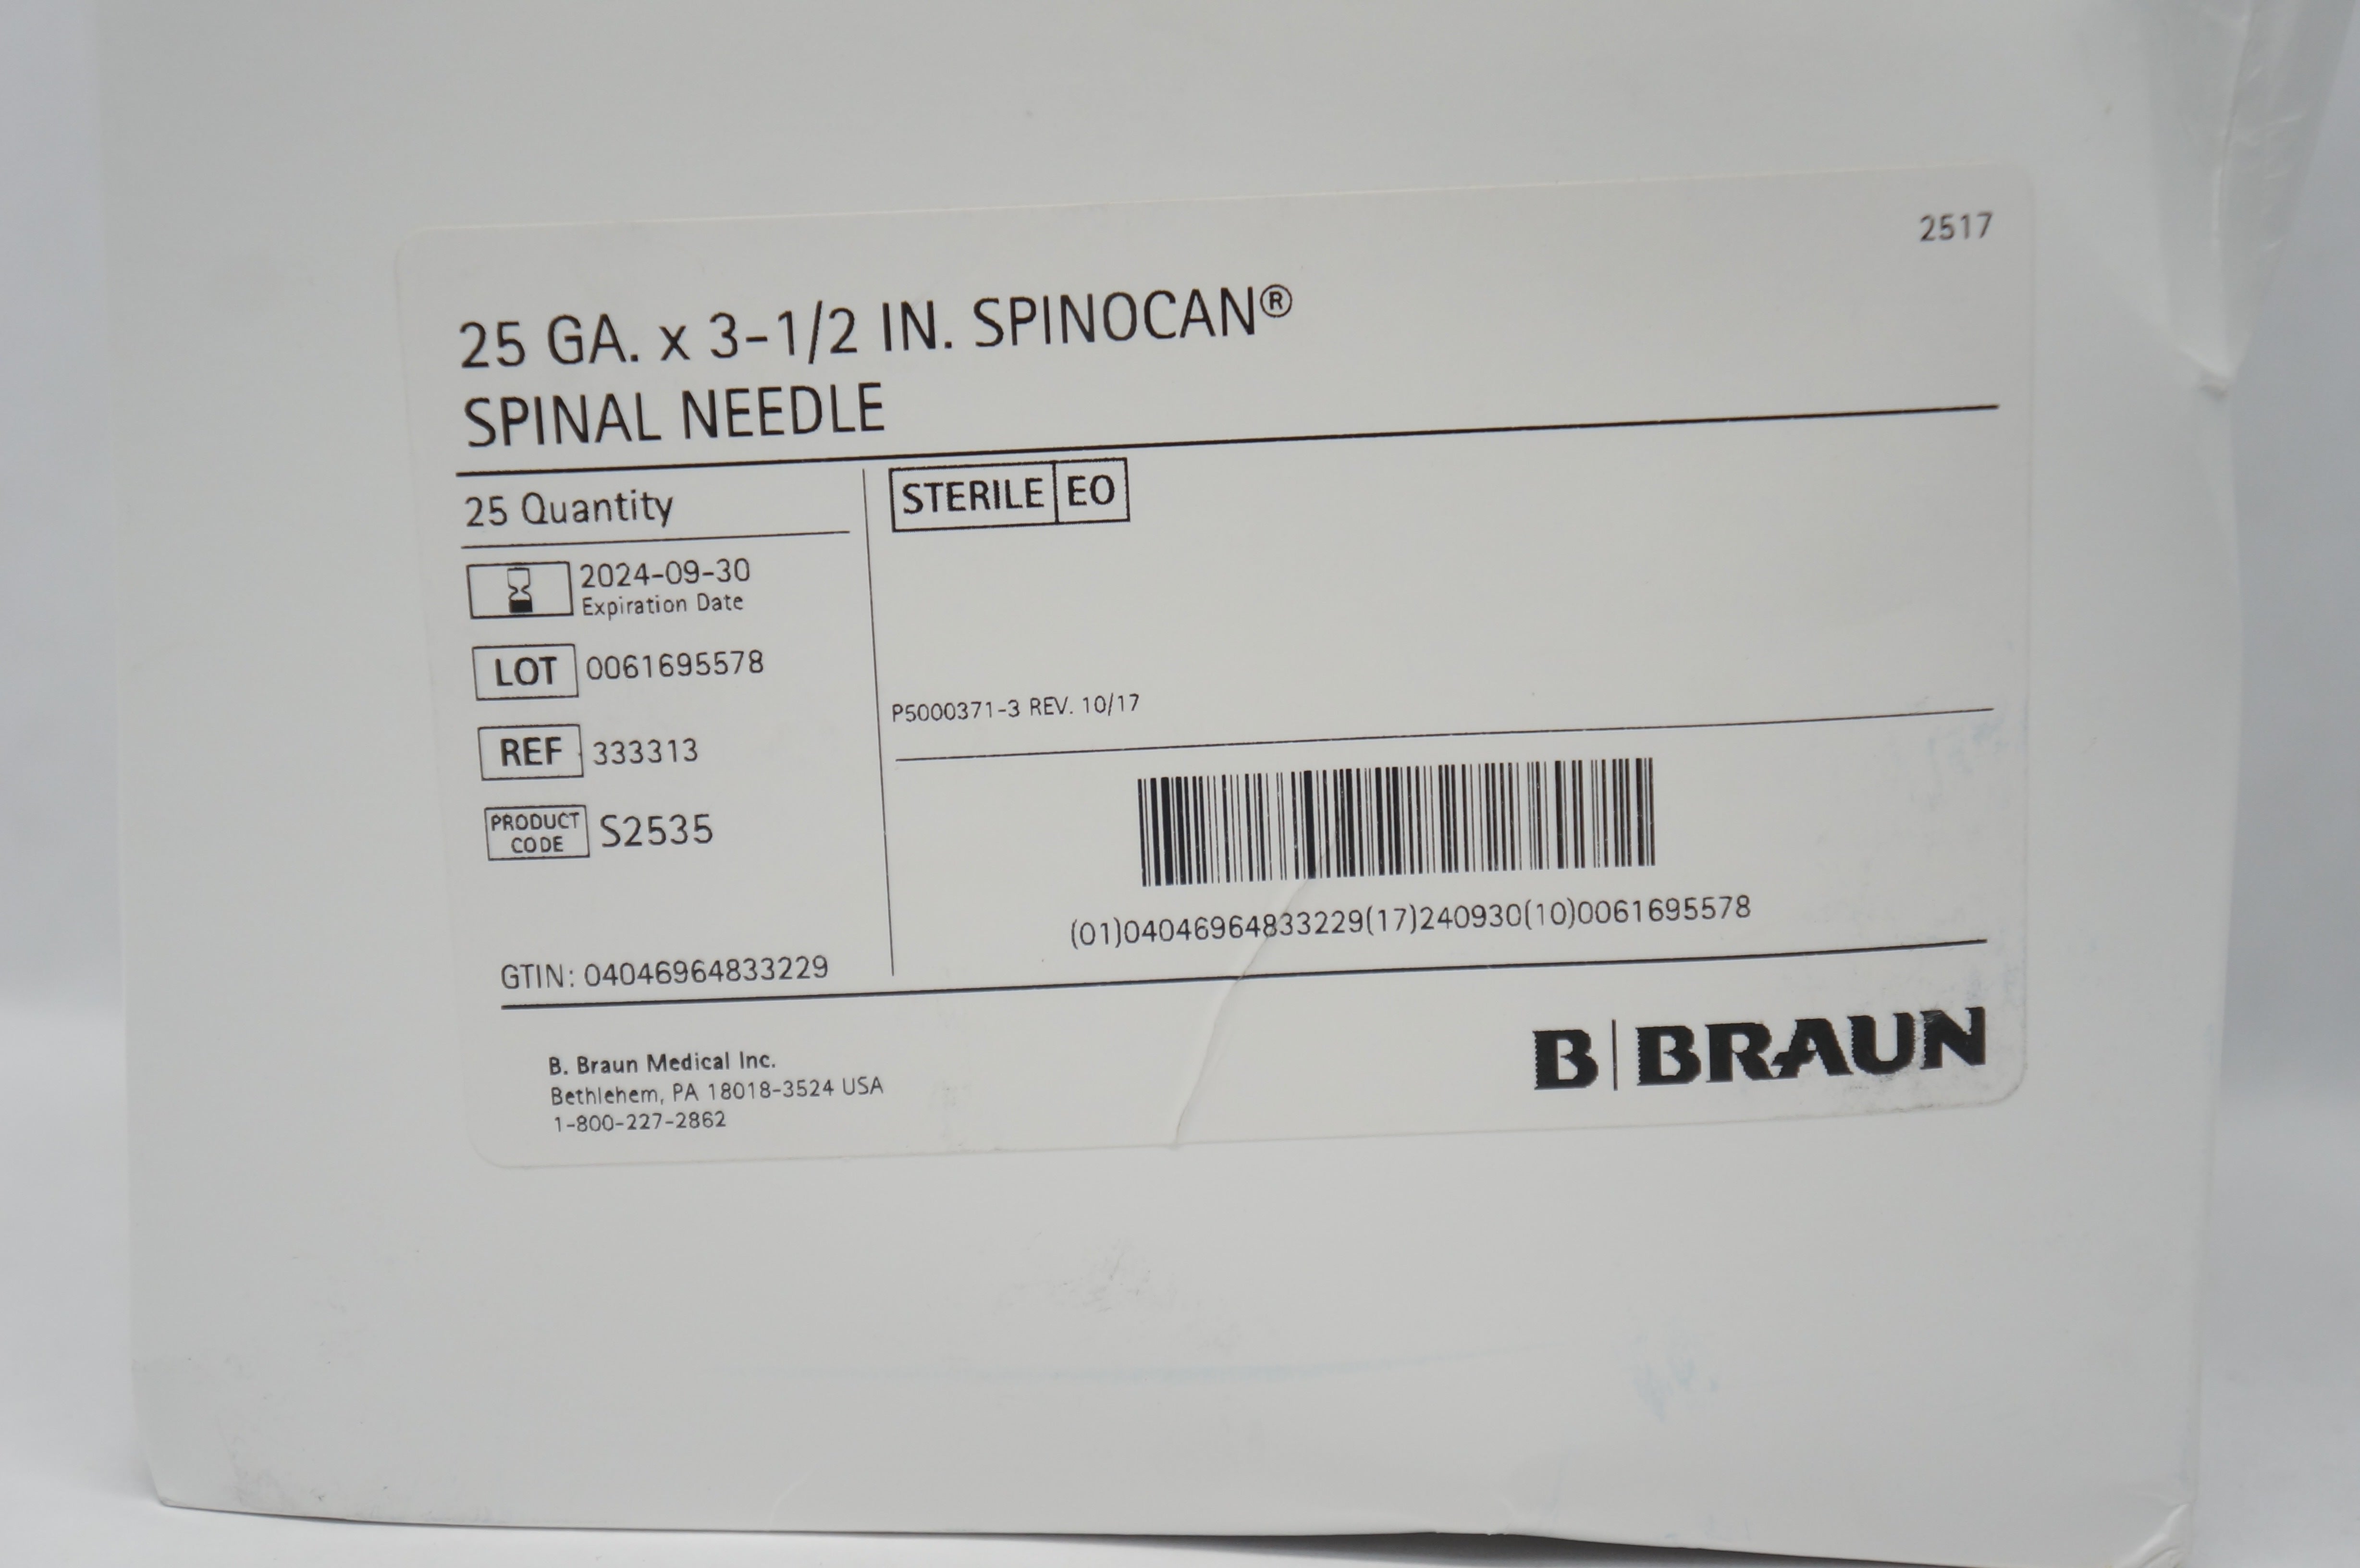 2517
25 GA. x 3-1/2 IN. SPINOCAN®
SPINAL NEEDLE
25 Quantity
STERILE EO
2024-09-30
Expiration Date
LOT 0061695578
REF 333313
PRODUCT
CODE
S2535
GTIN: 04046964833229
P5000371-3 REV. 10/17
(01)04046964833229(17)240930(10)0061695578
B. Braun Medical Inc.
Bethlehem, PA 18018-3524 USA
1-800-227-2862
B|BRAUN